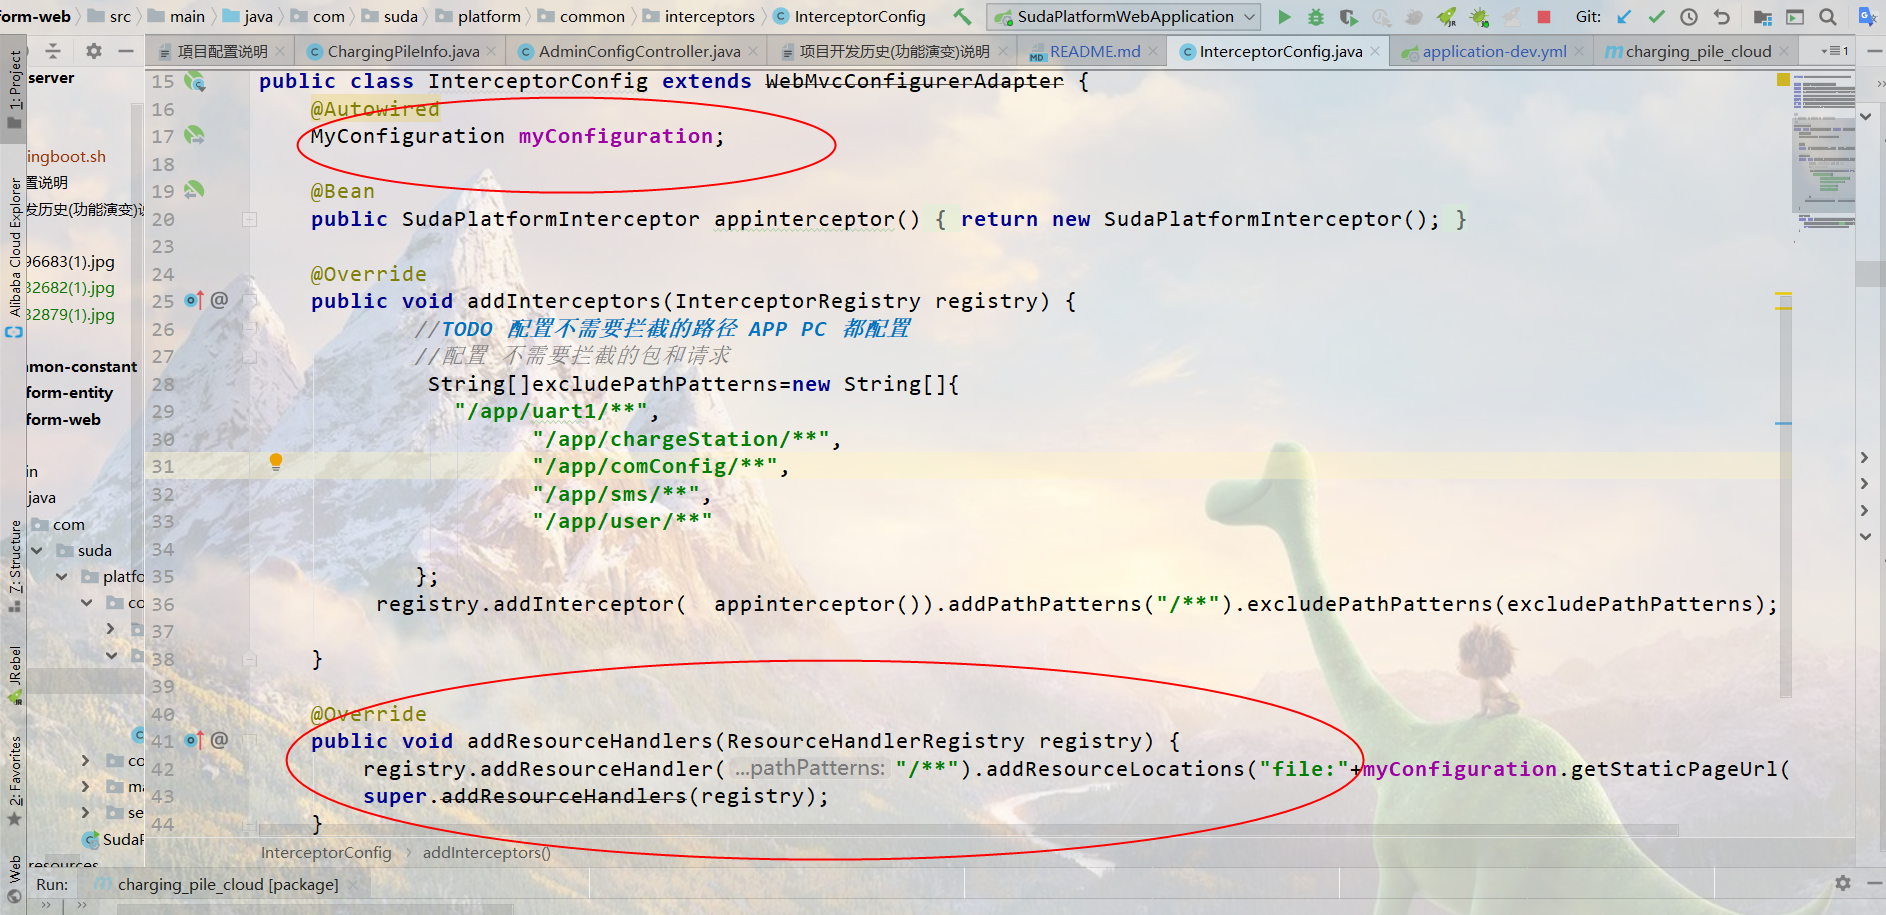 form-web src main java com suda platform common interceptors InterceptorConfig SudaPlatformWebApplication Git:
項目配置说明 ChargingPileInfo.java AdminConfigController.java 项目开发历史(功能演变)说明 README.md InterceptorConfig.java application-dev.yml charging_pile_cloud 1
1: Project
Alibaba Cloud Explorer
7: Structure
JRebel
2: Favorites
Web
server
ingboot.sh
置说明
发历史(功能演变)说
96683(1).jpg
32682(1).jpg
32879(1).jpg
mon-constant
form-entity
form-web
in
java
com
suda
platfo
co
co
ma
se
SudaP
resources
15 public class InterceptorConfig extends WebMvcConfigurerAdapter {
16 @Autowired
17 MyConfiguration myConfiguration;
18
19 @Bean
20 public SudaPlatformInterceptor appinterceptor() { return new SudaPlatformInterceptor(); }
23
24 @Override
25 @ public void addInterceptors(InterceptorRegistry registry) {
26 //TODO 配置不需要拦截的路径 APP PC 都配置
27 //配置 不需要拦截的包和请求
28 String[]excludePathPatterns=new String[]{
29 "/app/uart1/**",
30 "/app/chargeStation/**",
31 "/app/comConfig/**",
32 "/app/sms/**",
33 "/app/user/**"
34
35 };
36 registry.addInterceptor( appinterceptor()).addPathPatterns("/**").excludePathPatterns(excludePathPatterns);
37
38 }
39
40 @Override
41 @ public void addResourceHandlers(ResourceHandlerRegistry registry) {
42 registry.addResourceHandler( ...pathPatterns: "/**").addResourceLocations("file:"+myConfiguration.getStaticPageUrl(
43 super.addResourceHandlers(registry);
44 }
InterceptorConfig › addInterceptors()
Run: charging_pile_cloud [package]